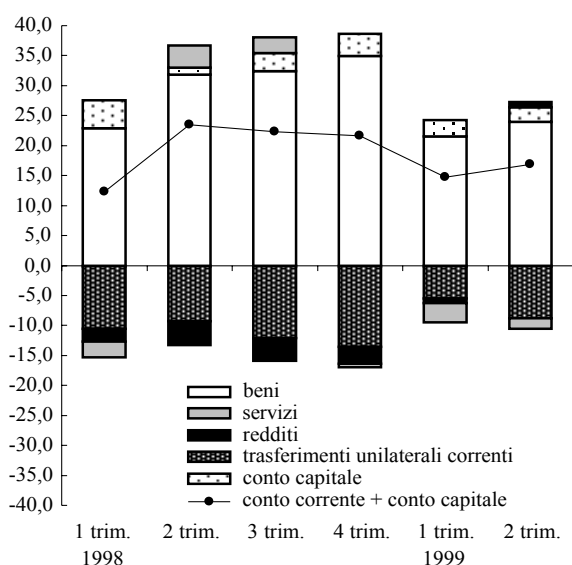 40,0
35,0
30,0
25,0
20,0
15,0
10,0
5,0
0,0
-5,0
-10,0
-15,0
-20,0
-25,0
-30,0
-35,0
-40,0
beni
servizi
redditi
trasferimenti unilaterali correnti
conto capitale
conto corrente + conto capitale
1 trim. 2 trim. 3 trim. 4 trim. 1 trim. 2 trim.
1998 1999